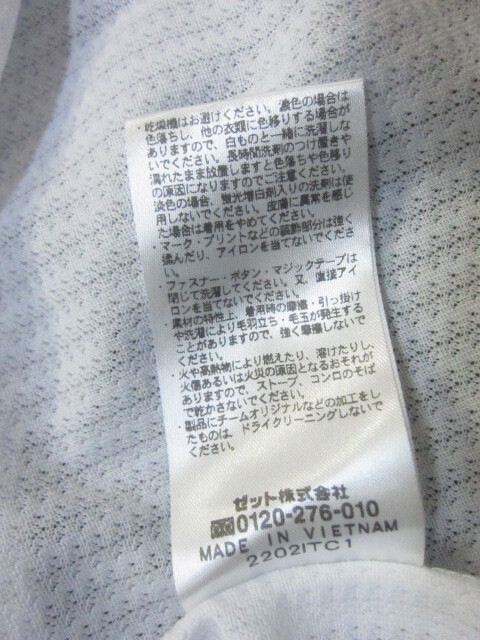 ・乾燥機はお避けください。濃色の場合は
色落ちし、他の衣類に色移りする場合が
ありますので、白ものと一緒に洗濯しな
いでください。長時間洗剤のつけ置きや
濡れたまま放置しますと色落ちや色移り
の原因になりますのでご注意ください。
淡色の場合、蛍光増白剤入りの洗剤は使
用しないでください。皮膚に異常を感じ
た場合は着用をやめてください。
・マーク・プリントなどの装飾部分は強く
揉んだり、アイロンを当てないでくださ
い。
・ファスナー・ボタン・マジックテープは
閉じて洗濯してください。又、直接アイ
ロンを当てないでください。
・素材の特性上、着用時の摩擦・引っ掛け
や洗濯により毛羽立ち・毛玉が発生する
ことがありますので、強く摩擦しないで
ください。
・火や高熱物により燃えたり、溶けたりし、
火傷あるいは火災の原因となるおそれが
ありますので、ストーブ、コンロのそば
で乾かさないでください。
・製品にチームオリジナルなどの加工をし
たものは、ドライクリーニングしないで
ください。
ゼット株式会社
0120-276-010
MADE IN VIETNAM
2202ITC1